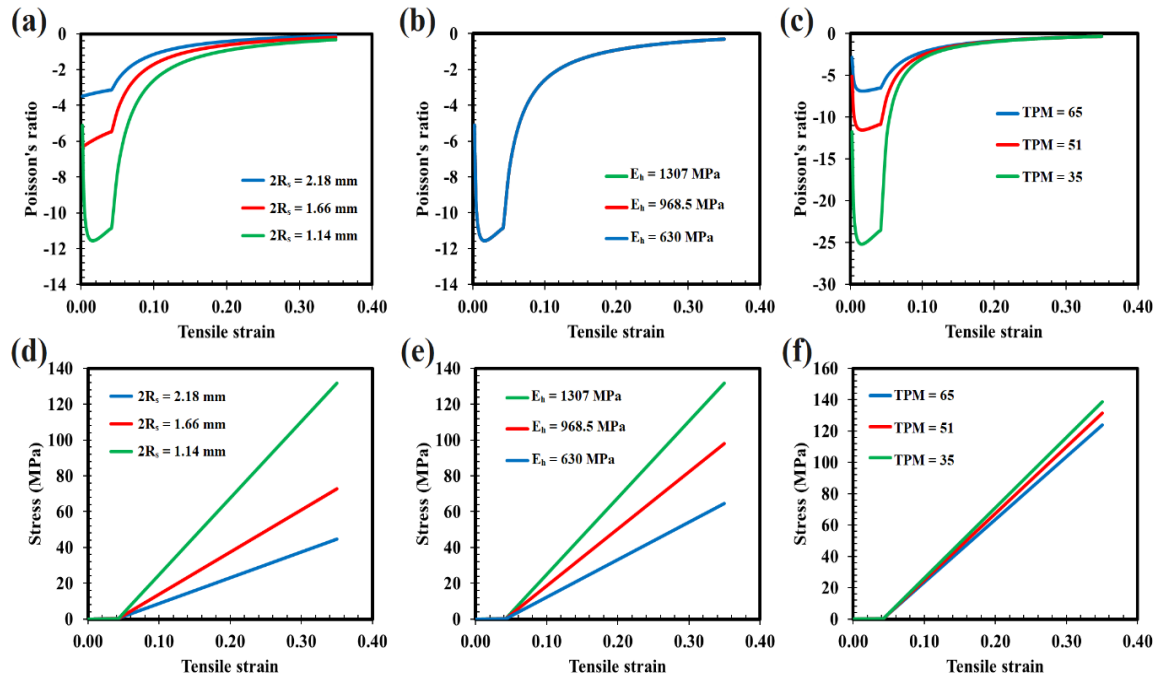 (a)
Poisson's ratio
0
-2
-4
-6
-8
-10
-12
-14
2Rs = 2.18 mm
2Rs = 1.66 mm
2Rs = 1.14 mm
0.00 0.10 0.20 0.30 0.40
Tensile strain
(b)
Poisson's ratio
0
-2
-4
-6
-8
-10
-12
-14
Eh = 1307 MPa
Eh = 968.5 MPa
Eh = 630 MPa
0.00 0.10 0.20 0.30 0.40
Tensile strain
(c)
Poisson's ratio
0
-5
-10
-15
-20
-25
-30
TPM = 65
TPM = 51
TPM = 35
0.00 0.10 0.20 0.30 0.40
Tensile strain
(d)
Stress (MPa)
140
120
100
80
60
40
20
0
2Rs = 2.18 mm
2Rs = 1.66 mm
2Rs = 1.14 mm
0.00 0.10 0.20 0.30 0.40
Tensile strain
(e)
Stress (MPa)
140
120
100
80
60
40
20
0
Eh = 1307 MPa
Eh = 968.5 MPa
Eh = 630 MPa
0.00 0.10 0.20 0.30 0.40
Tensile strain
(f)
Stress (MPa)
160
140
120
100
80
60
40
20
0
TPM = 65
TPM = 51
TPM = 35
0.00 0.10 0.20 0.30 0.40
Tensile strain